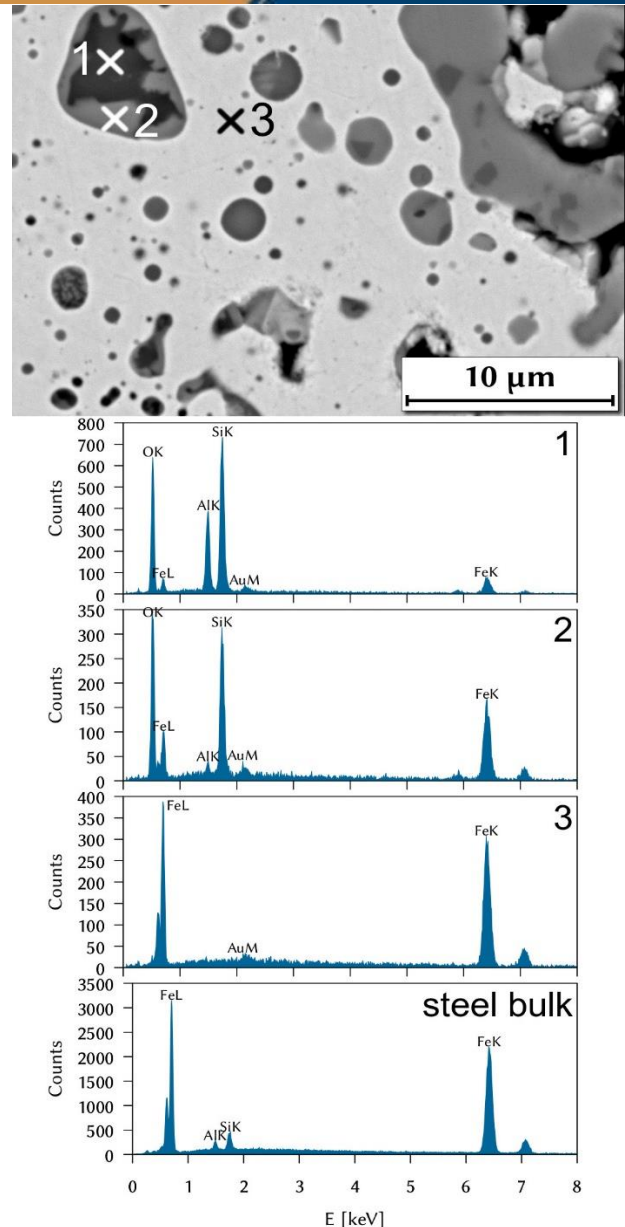 1
2
3
10 µm
800
700
600
500
400
300
200
100
0
Counts
OK
FeL
AlK
SiK
AuM
FeK
1
350
300
250
200
150
100
50
0
Counts
OK
FeL
AlK
SiK
AuM
FeK
2
400
350
300
250
200
150
100
50
0
Counts
FeL
AuM
FeK
3
3500
3000
2500
2000
1500
1000
500
0
Counts
FeL
AlK
SiK
FeK
steel bulk
0 1 2 3 4 5 6 7 8
E [keV]